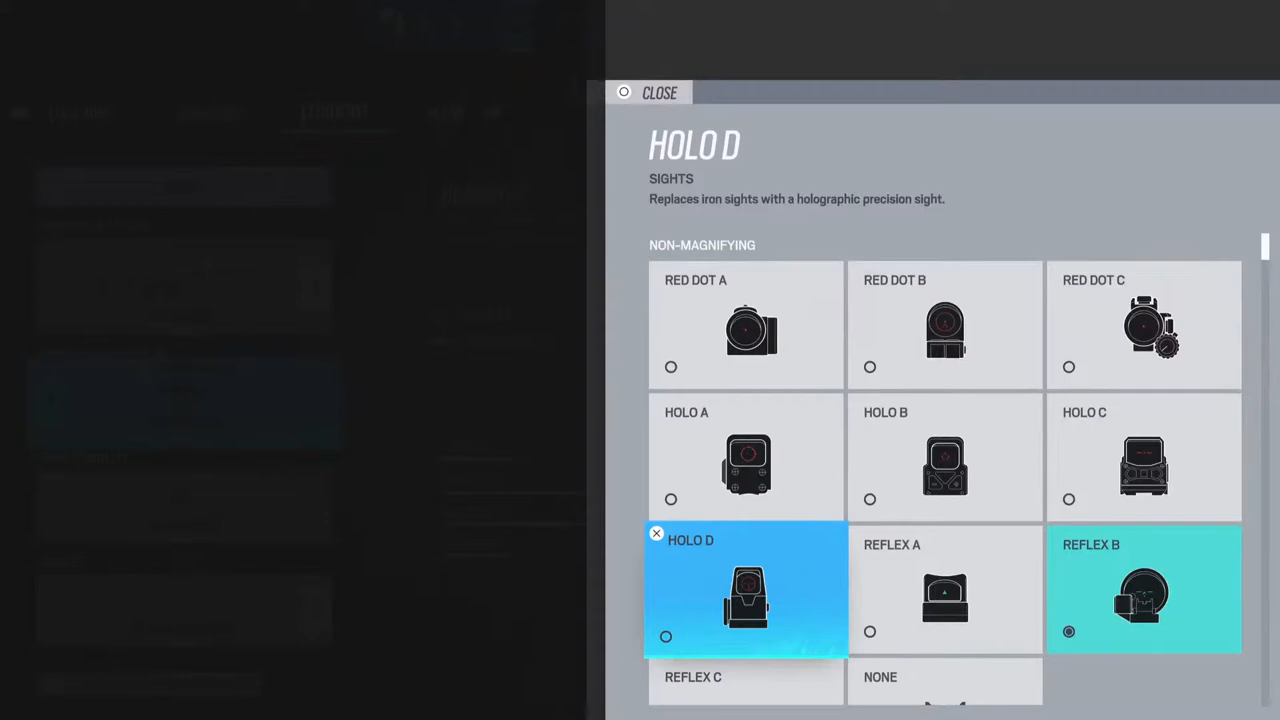 CLOSE
HOLO D
SIGHTS
Replaces iron sights with a holographic precision sight.
NON-MAGNIFYING
RED DOT A
RED DOT B
RED DOT C
HOLO A
HOLO B
HOLO C
HOLO D
REFLEX A
REFLEX B
REFLEX C
NONE